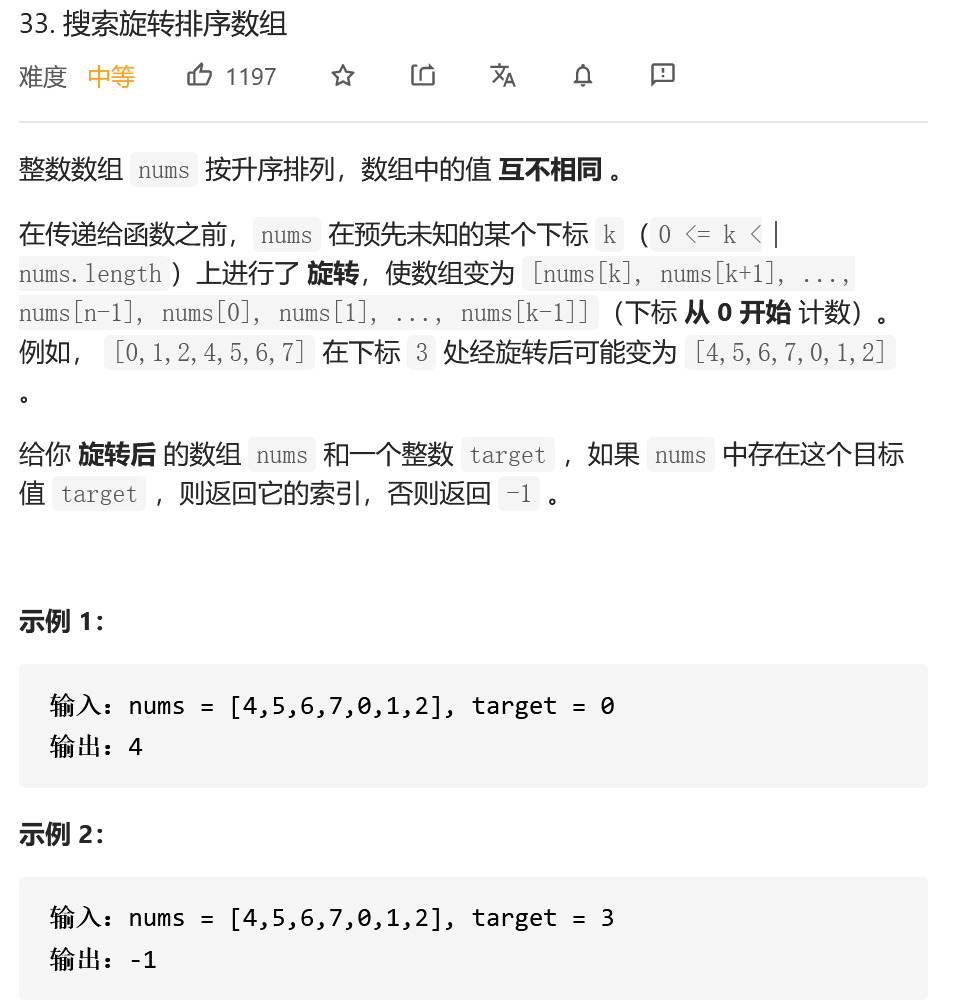 33. 搜索旋转排序数组
难度 中等 1197
整数数组 nums 按升序排列，数组中的值 互不相同 。
在传递给函数之前，nums 在预先未知的某个下标 k（0 <= k <
nums.length）上进行了 旋转，使数组变为 [nums[k], nums[k+1], ...,
nums[n-1], nums[0], nums[1], ..., nums[k-1]]（下标 从 0 开始 计数）。
例如， [0,1,2,4,5,6,7] 在下标 3 处经旋转后可能变为 [4,5,6,7,0,1,2]
。
给你 旋转后 的数组 nums 和一个整数 target ，如果 nums 中存在这个目标
值 target ，则返回它的索引，否则返回 -1 。
示例 1：
输入：nums = [4,5,6,7,0,1,2], target = 0
输出：4
示例 2：
输入：nums = [4,5,6,7,0,1,2], target = 3
输出：-1